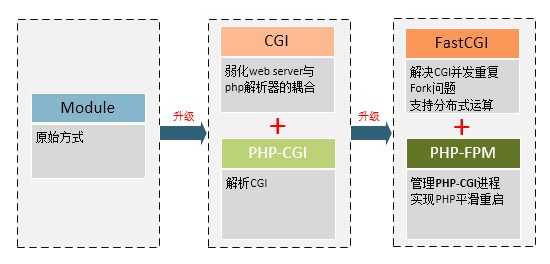 Module
原始方式
升级
CGI
弱化web server与
php解析器的耦合
+
PHP-CGI
解析CGI
升级
FastCGI
解决CGI并发重复
Fork问题
支持分布式运算
+
PHP-FPM
管理PHP-CGI进程
实现PHP平滑重启